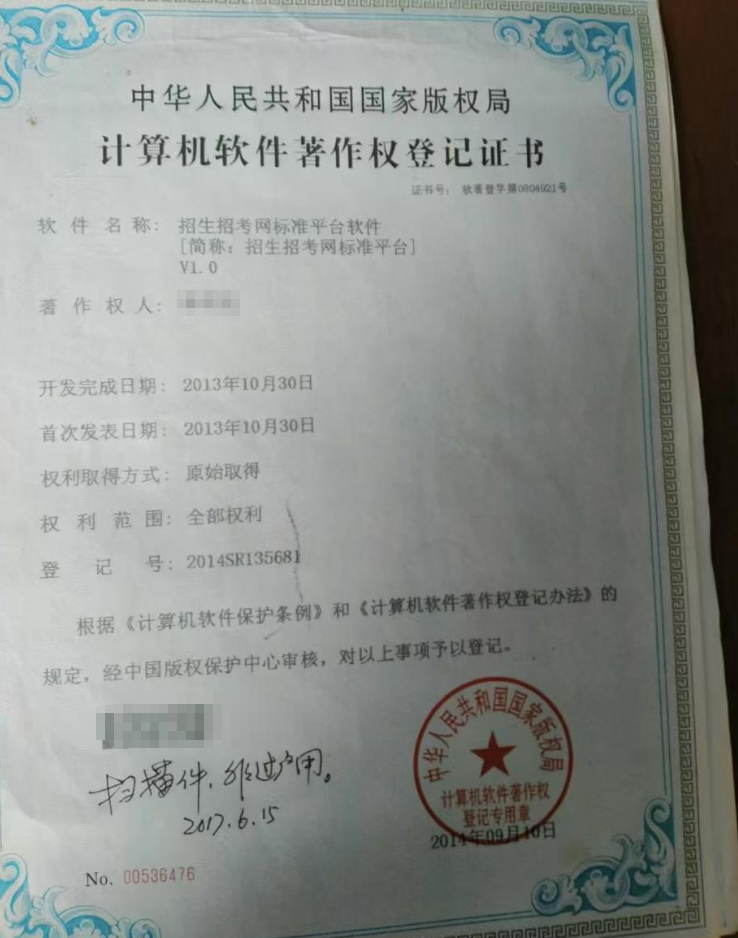 中华人民共和国国家版权局
计算机软件著作权登记证书
证书号： 软著登字第0804921号
软件名称： 招生招考网标准平台软件
[简称：招生招考网标准平台]
V1.0
著作权人：
开发完成日期： 2013年10月30日
首次发表日期： 2013年10月30日
权利取得方式： 原始取得
权利范围： 全部权利
登记号： 2014SR135681
根据《计算机软件保护条例》和《计算机软件著作权登记办法》的
规定，经中国版权保护中心审核，对以上事项予以登记。
中华人民共和国国家版权局
计算机软件著作权
登记专用章
2014年09月10日
扫描件，非过户用。
2017.6.15
No. 00536476